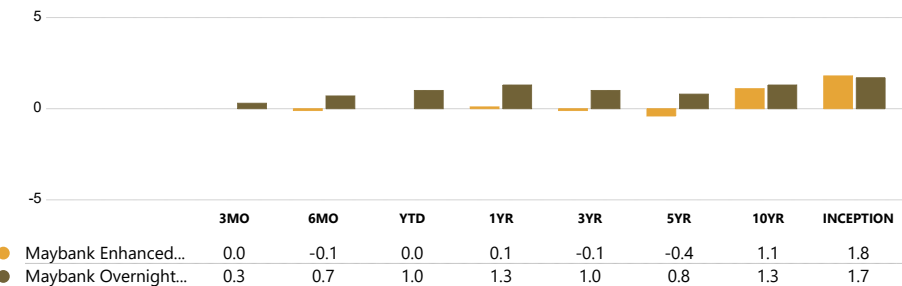 5
0
-5
3MO 6MO YTD 1YR 3YR 5YR 10YR INCEPTION
Maybank Enhanced... 0.0 -0.1 0.0 0.1 -0.1 -0.4 1.1 1.8
Maybank Overnight... 0.3 0.7 1.0 1.3 1.0 0.8 1.3 1.7